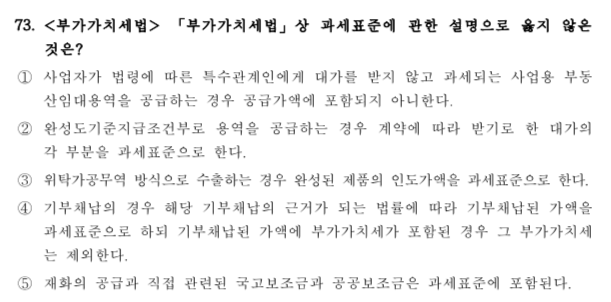 73. <부가가치세법> 「부가가치세법」상 과세표준에 관한 설명으로 옳지 않은
것은?
① 사업자가 법령에 따른 특수관계인에게 대가를 받지 않고 과세되는 사업용 부동
산임대용역을 공급하는 경우 공급가액에 포함되지 아니한다.
② 완성도기준지급조건부로 용역을 공급하는 경우 계약에 따라 받기로 한 대가의
각 부분을 과세표준으로 한다.
③ 위탁가공무역 방식으로 수출하는 경우 완성된 제품의 인도가액을 과세표준으로 한다.
④ 기부채납의 경우 해당 기부채납의 근거가 되는 법률에 따라 기부채납된 가액을
과세표준으로 하되 기부채납된 가액에 부가가치세가 포함된 경우 그 부가가치세
는 제외한다.
⑤ 재화의 공급과 직접 관련된 국고보조금과 공공보조금은 과세표준에 포함된다.